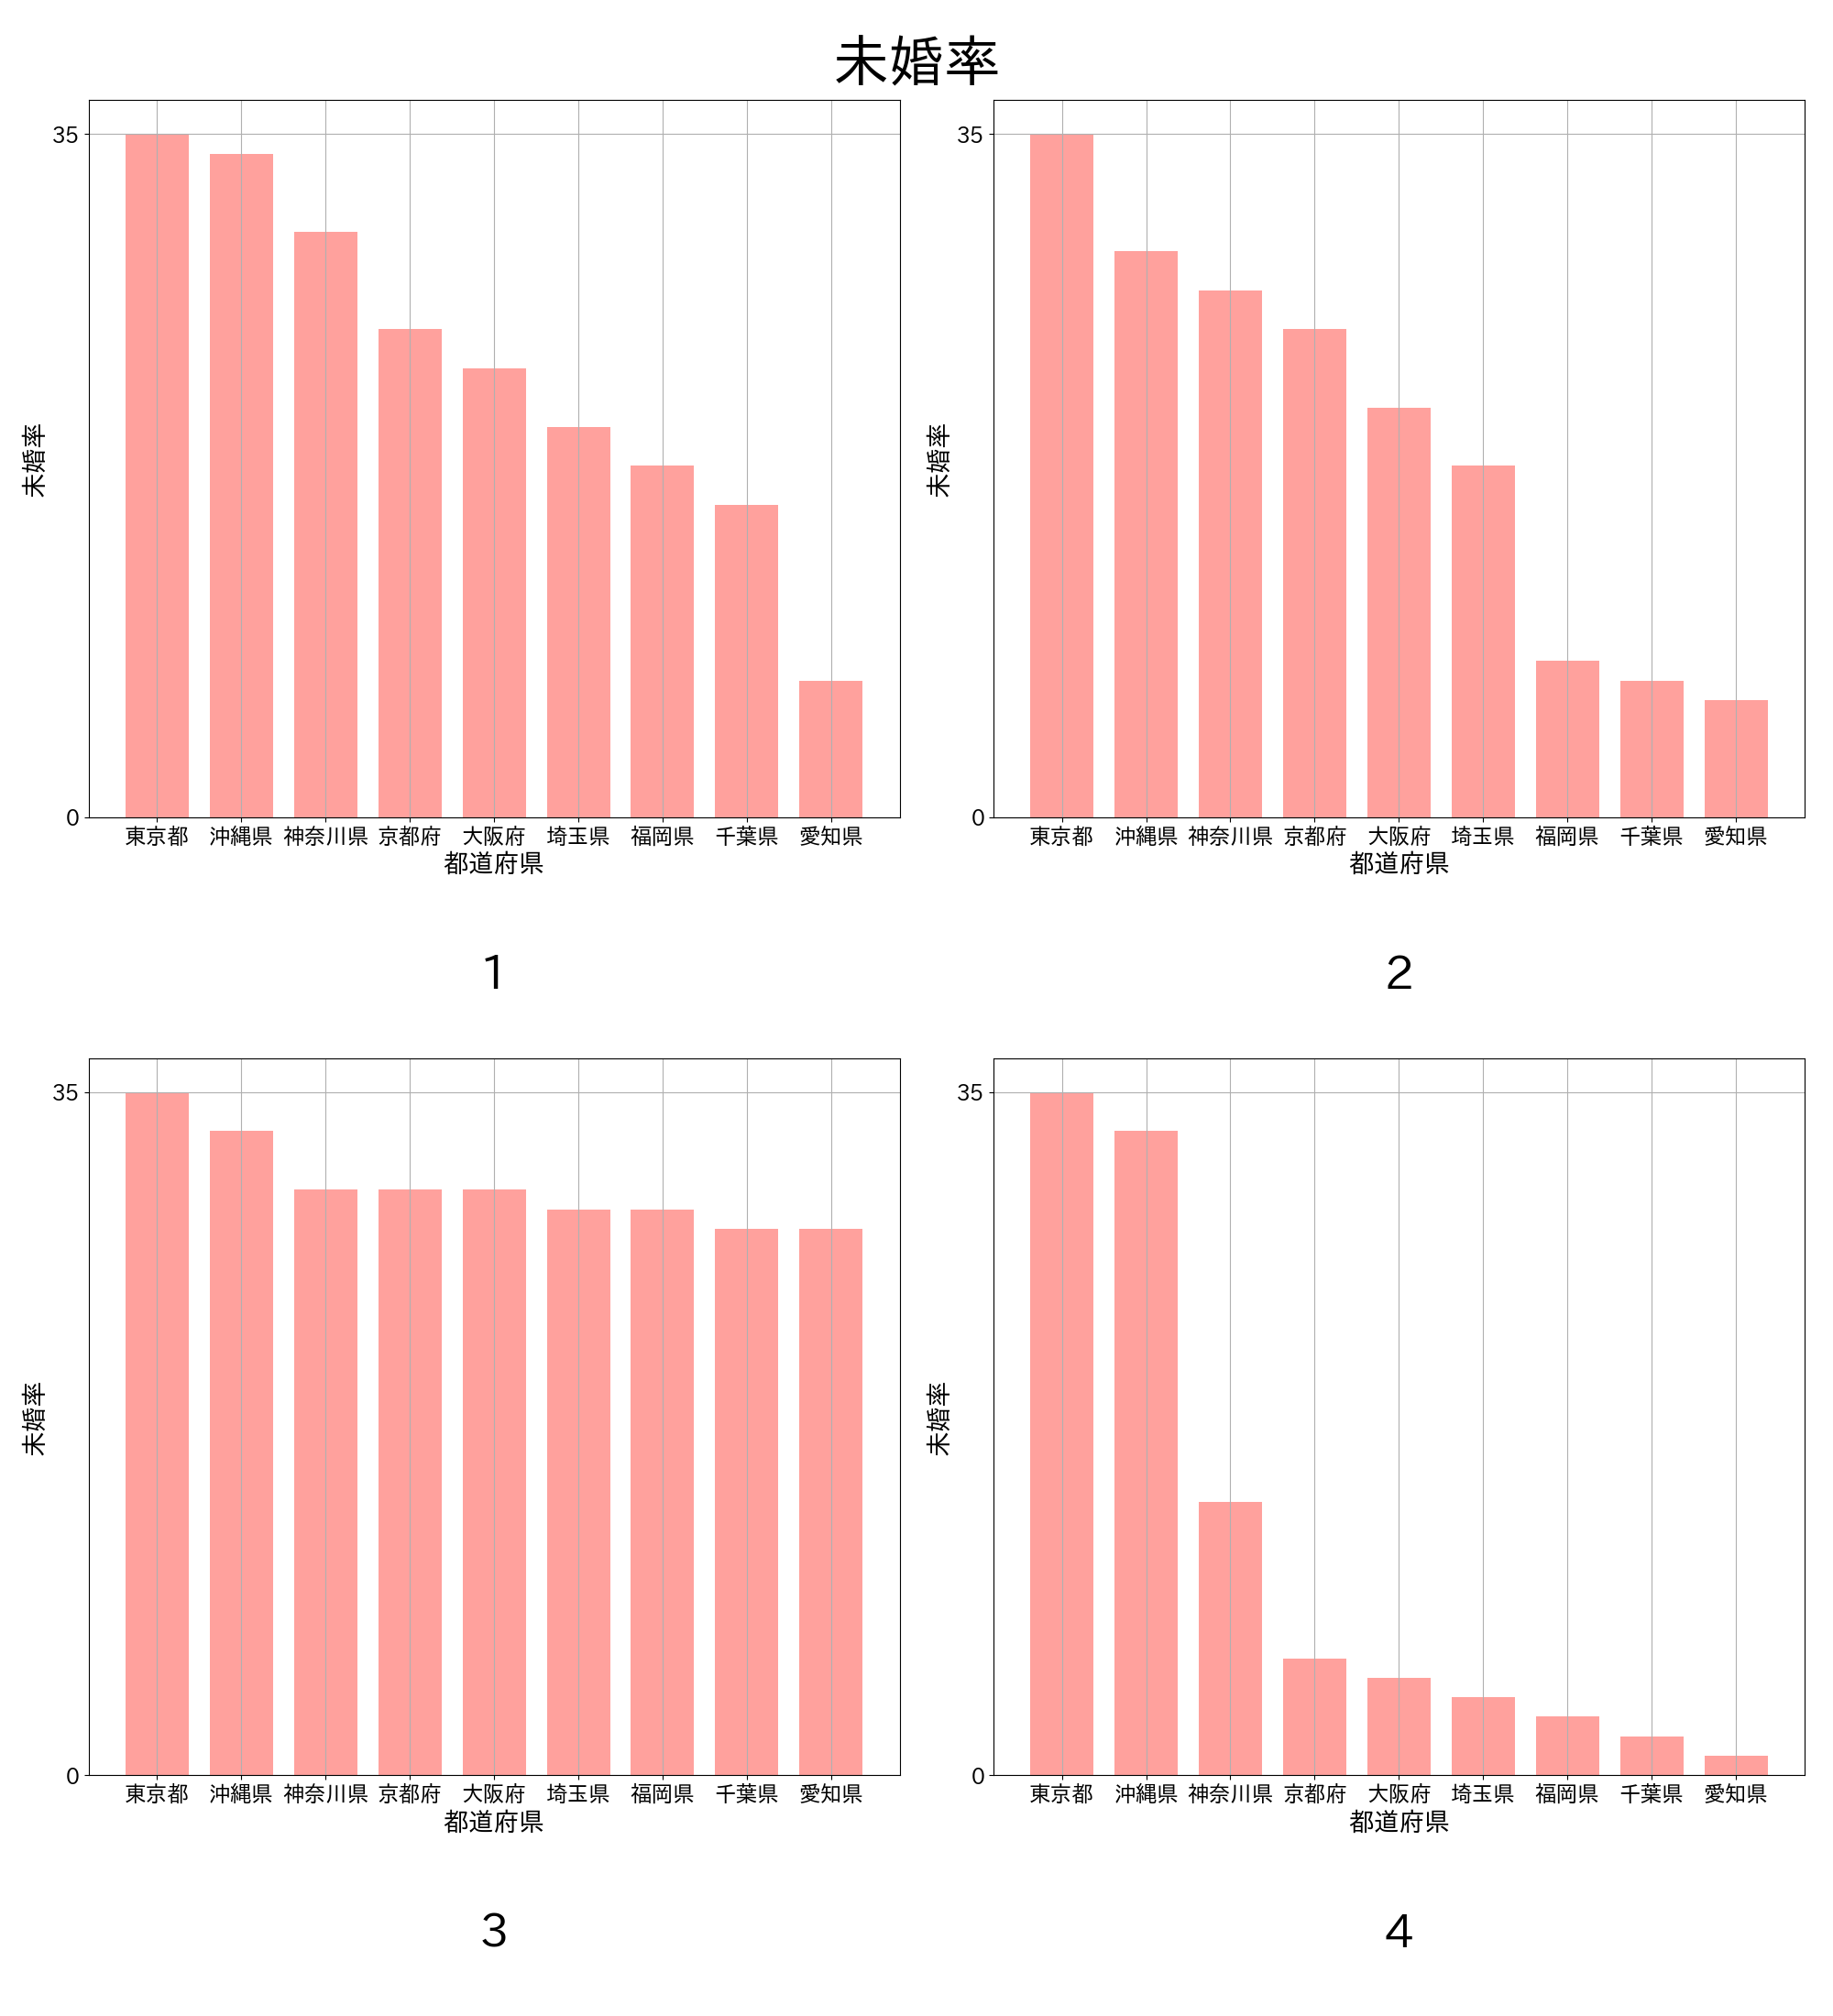 未婚率
35
0
未婚率
東京都 沖縄県 神奈川県 京都府 大阪府 埼玉県 福岡県 千葉県 愛知県
都道府県
1
35
0
未婚率
東京都 沖縄県 神奈川県 京都府 大阪府 埼玉県 福岡県 千葉県 愛知県
都道府県
2
35
0
未婚率
東京都 沖縄県 神奈川県 京都府 大阪府 埼玉県 福岡県 千葉県 愛知県
都道府県
3
35
0
未婚率
東京都 沖縄県 神奈川県 京都府 大阪府 埼玉県 福岡県 千葉県 愛知県
都道府県
4